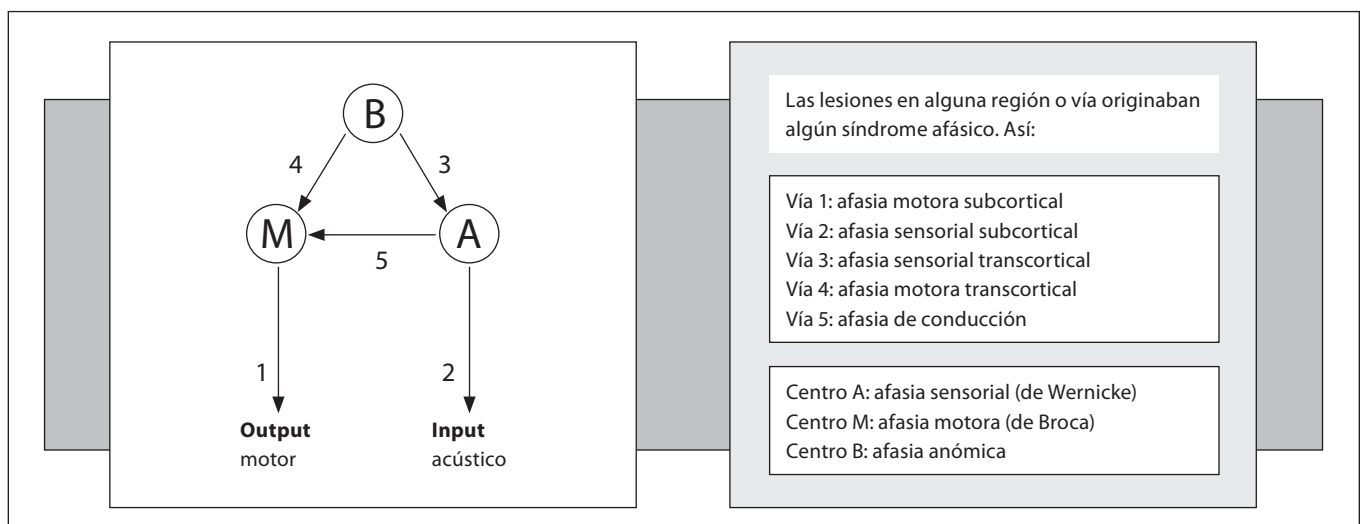 B
4
3
M
A
5
1
2
Output
motor
Input
acústico
Las lesiones en alguna región o vía originaban
algún síndrome afásico. Así:
Vía 1: afasia motora subcortical
Vía 2: afasia sensorial subcortical
Vía 3: afasia sensorial transcortical
Vía 4: afasia motora transcortical
Vía 5: afasia de conducción
Centro A: afasia sensorial (de Wernicke)
Centro M: afasia motora (de Broca)
Centro B: afasia anómica